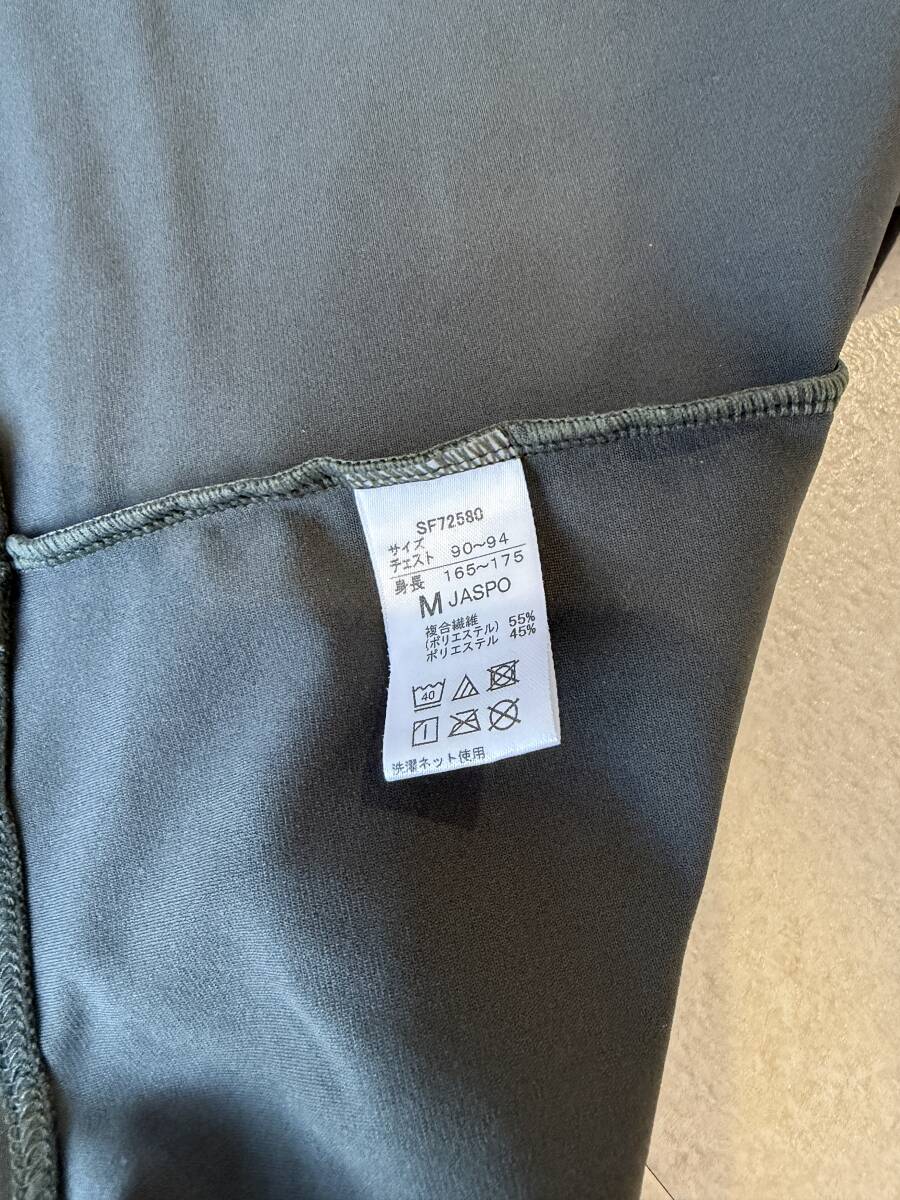 SF72580
サイズ
チェスト 90~94
身長 165~175
M JASPO
複合繊維
(ポリエステル) 55%
ポリエステル 45%
40
洗濯ネット使用